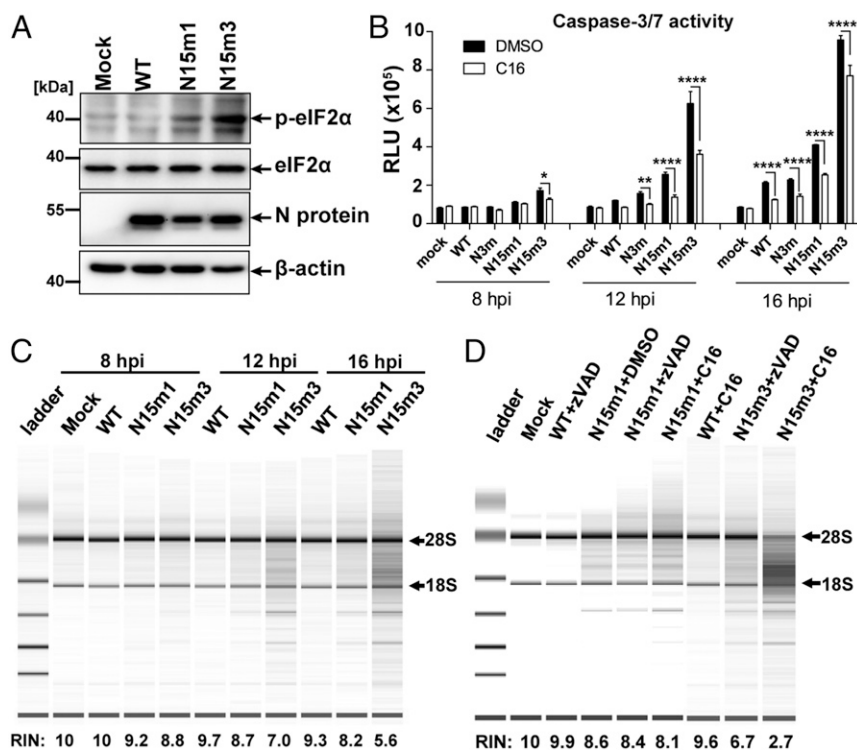 A
Mock
WT
N15m1
N15m3
[kDa]
40
p-eIF2α
40
eIF2α
55
N protein
40
β-actin
B
Caspase-3/7 activity
DMSO
C16
RLU (x10⁵)
10
8
6
4
2
0
*
**
****
****
****
****
****
****
mock
WT
N3m
N15m1
N15m3
mock
WT
N3m
N15m1
N15m3
mock
WT
N3m
N15m1
N15m3
8 hpi
12 hpi
16 hpi
C
8 hpi
12 hpi
16 hpi
ladder
Mock
WT
N15m1
N15m3
WT
N15m1
N15m3
WT
N15m1
N15m3
28S
18S
RIN: 10 10 9.2 8.8 9.7 8.7 7.0 9.3 8.2 5.6
D
ladder
Mock
WT+zVAD
N15m1+DMSO
N15m1+zVAD
N15m1+C16
WT+C16
N15m3+zVAD
N15m3+C16
28S
18S
RIN: 10 9.9 8.6 8.4 8.1 9.6 6.7 2.7